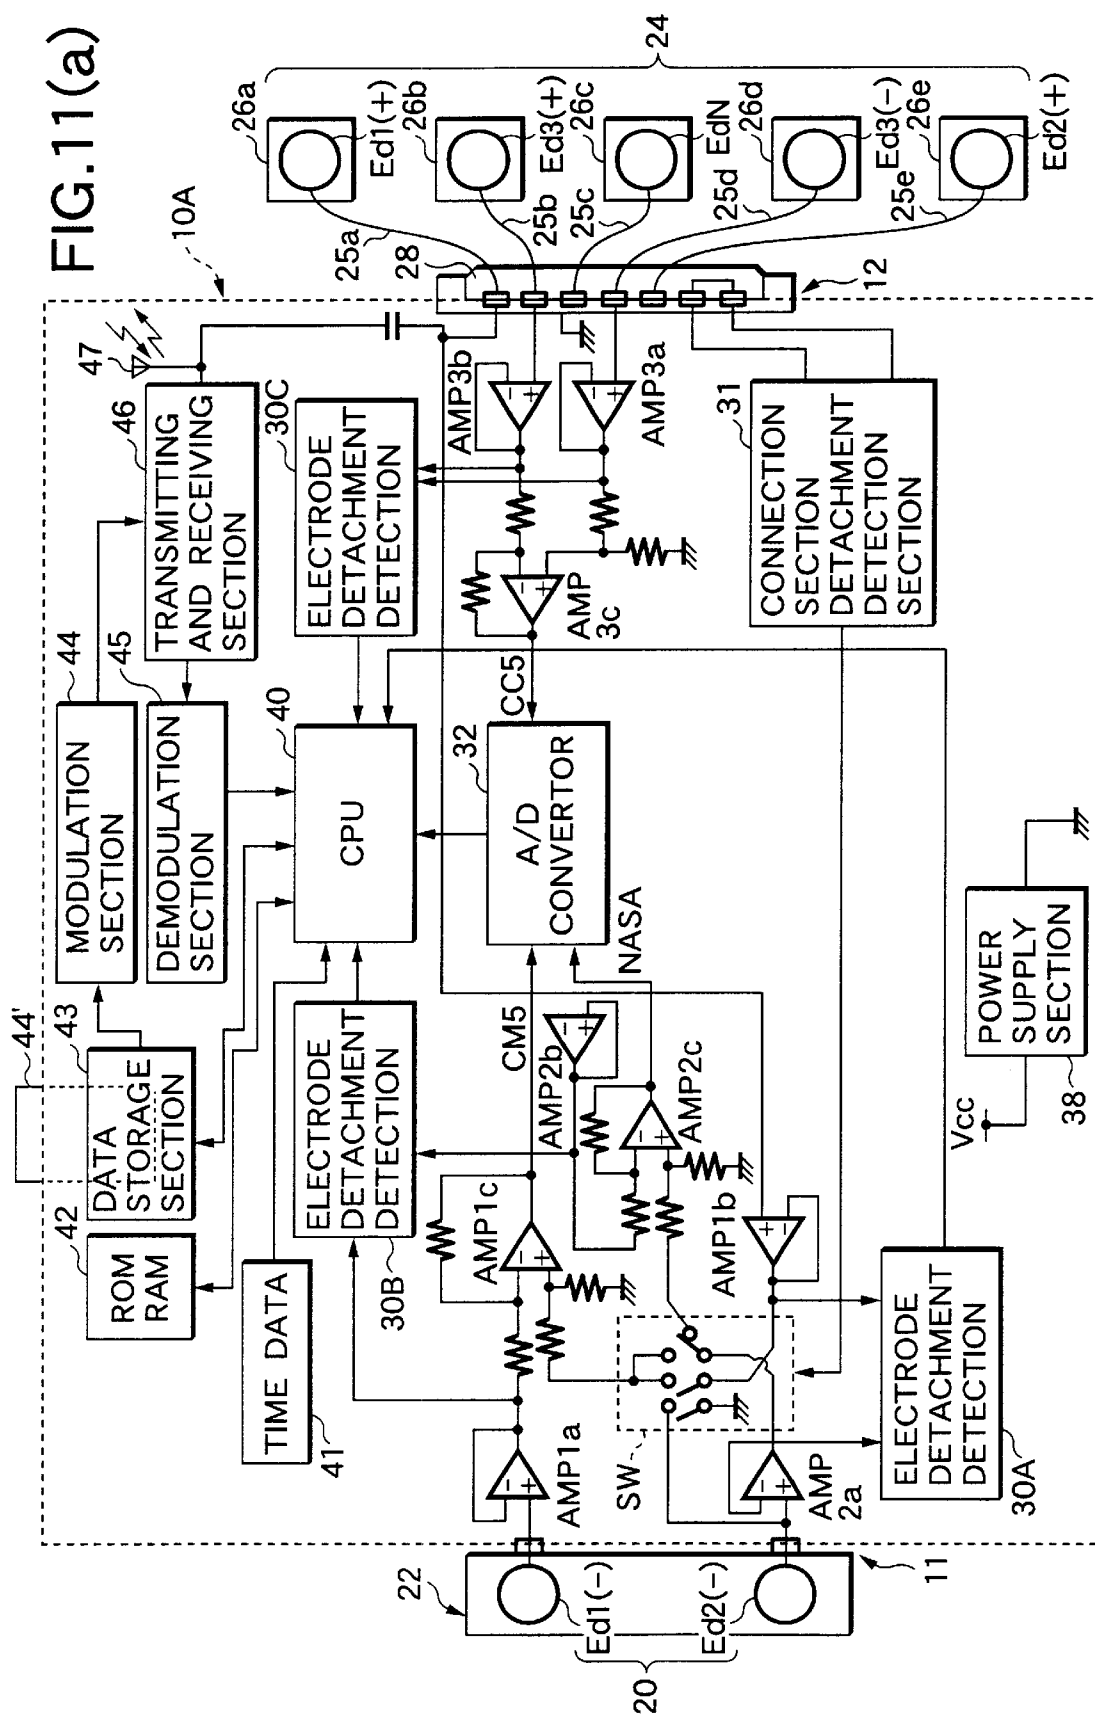 FIG.11(a)
10A
47
46
TRANSMITTING
AND RECEIVING
SECTION
44
MODULATION
SECTION
45
DEMODULATION
SECTION
44'
43
DATA
STORAGE
SECTION
42
ROM
RAM
TIME DATA
41
40
CPU
30C
ELECTRODE
DETACHMENT
DETECTION
ELECTRODE
DETACHMENT
DETECTION
30B
32
A/D
CONVERTOR
CC5
CM5
NASA
AMP3b
-
+
AMP3a
-
+
AMP
3c
-
+
AMP1a
-
+
AMP1c
-
+
AMP2b
-
+
AMP2c
-
+
AMP1b
+
-
AMP
2a
-
+
SW
31
CONNECTION
SECTION
DETACHMENT
DETECTION
SECTION
ELECTRODE
DETACHMENT
DETECTION
30A
POWER
SUPPLY
SECTION
38
Vcc
22
Ed1(-)
Ed2(-)
20
11
12
28
25a
25b
25c
25d
25e
26a
Ed1(+)
26b
Ed3(+)
26c
EdN
26d
Ed3(-)
26e
Ed2(+)
24